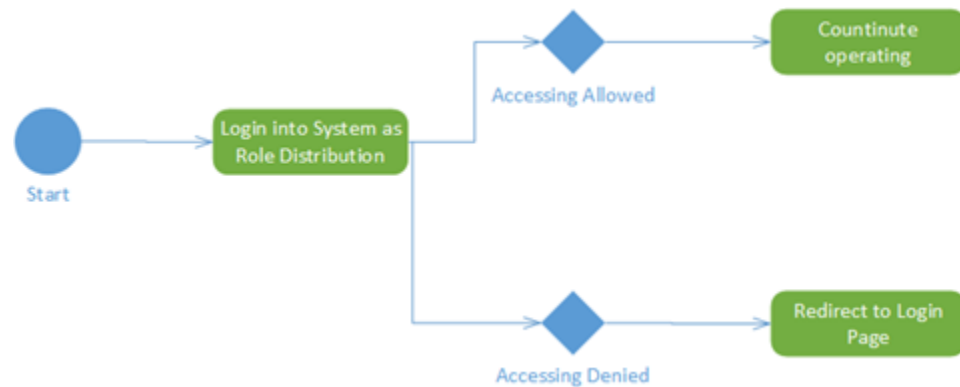 Countinute
operating
Accessing Allowed
Login into System as
Role Distribution
Start
Redirect to Login
Page
Accessing Denied